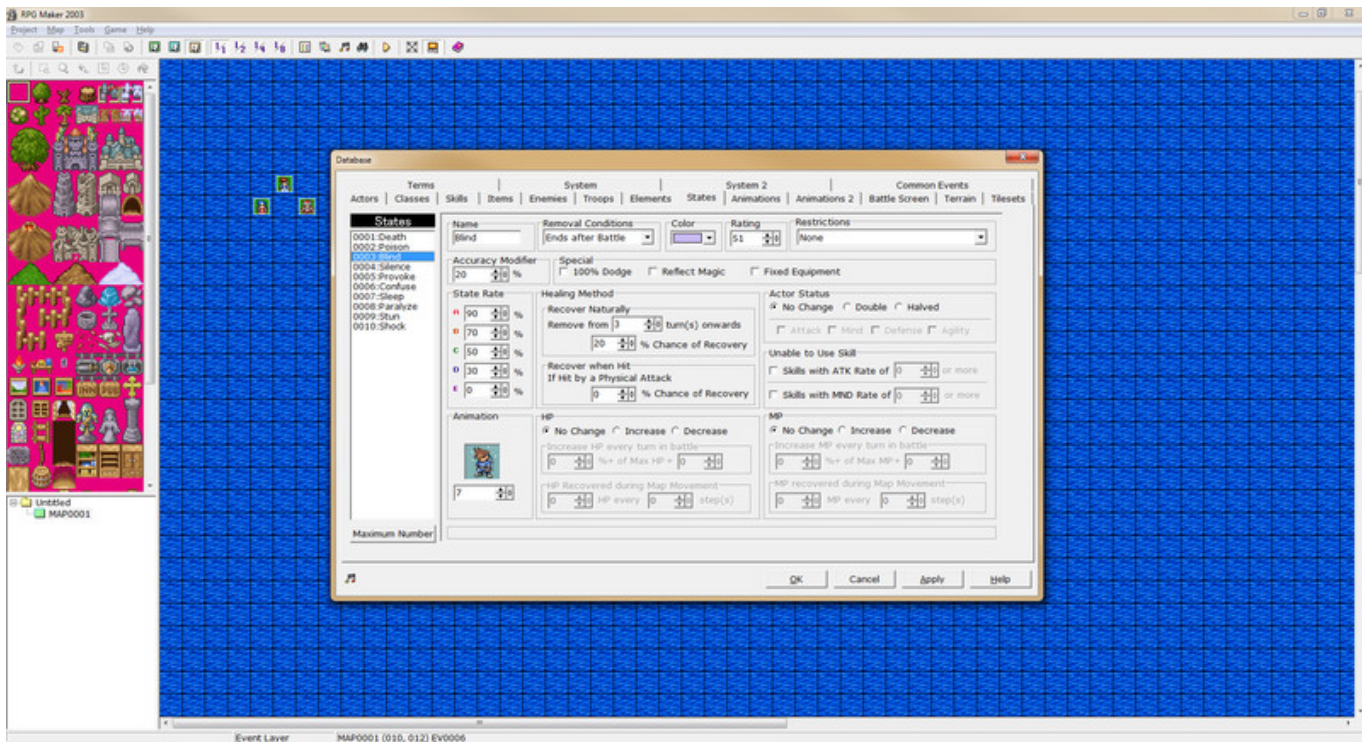 RPG Maker 2003
Project Map Tools Game Help
Database
Terms System System 2 Common Events
Actors Classes Skills Items Enemies Troops Elements States Animations Animations 2 Battle Screen Terrain Tilesets
States
0001:Death
0002:Poison
0003:Blind
0004:Silence
0005:Provoke
0006:Confuse
0007:Sleep
0008:Paralyze
0009:Stun
0010:Shock
Maximum Number
Name Removal Conditions Color Rating Restrictions
Blind Ends after Battle 51 None
Accuracy Modifier Special
20 % 100% Dodge Reflect Magic Fixed Equipment
State Rate Healing Method Actor Status
A 90 %
B 70 %
C 50 %
D 30 %
E 0 %
Recover Naturally
Remove from 3 turn(s) onwards
20 % Chance of Recovery
Recover when Hit
If Hit by a Physical Attack
0 % Chance of Recovery
No Change Double Halved
Attack Mind Defense Agility
Unable to Use Skill
Skills with ATK Rate of 0 or more
Skills with MND Rate of 0 or more
Animation
7
HP
No Change Increase Decrease
Increase HP every turn in battle
0 %+ of Max HP+ 0
HP Recovered during Map Movement
0 HP every 0 step(s)
MP
No Change Increase Decrease
Increase MP every turn in battle
0 %+ of Max MP+ 0
MP recovered during Map Movement
0 MP every 0 step(s)
OK Cancel Apply Help
Untitled
MAP0001
Event Layer MAP0001 (010, 012) EV0006